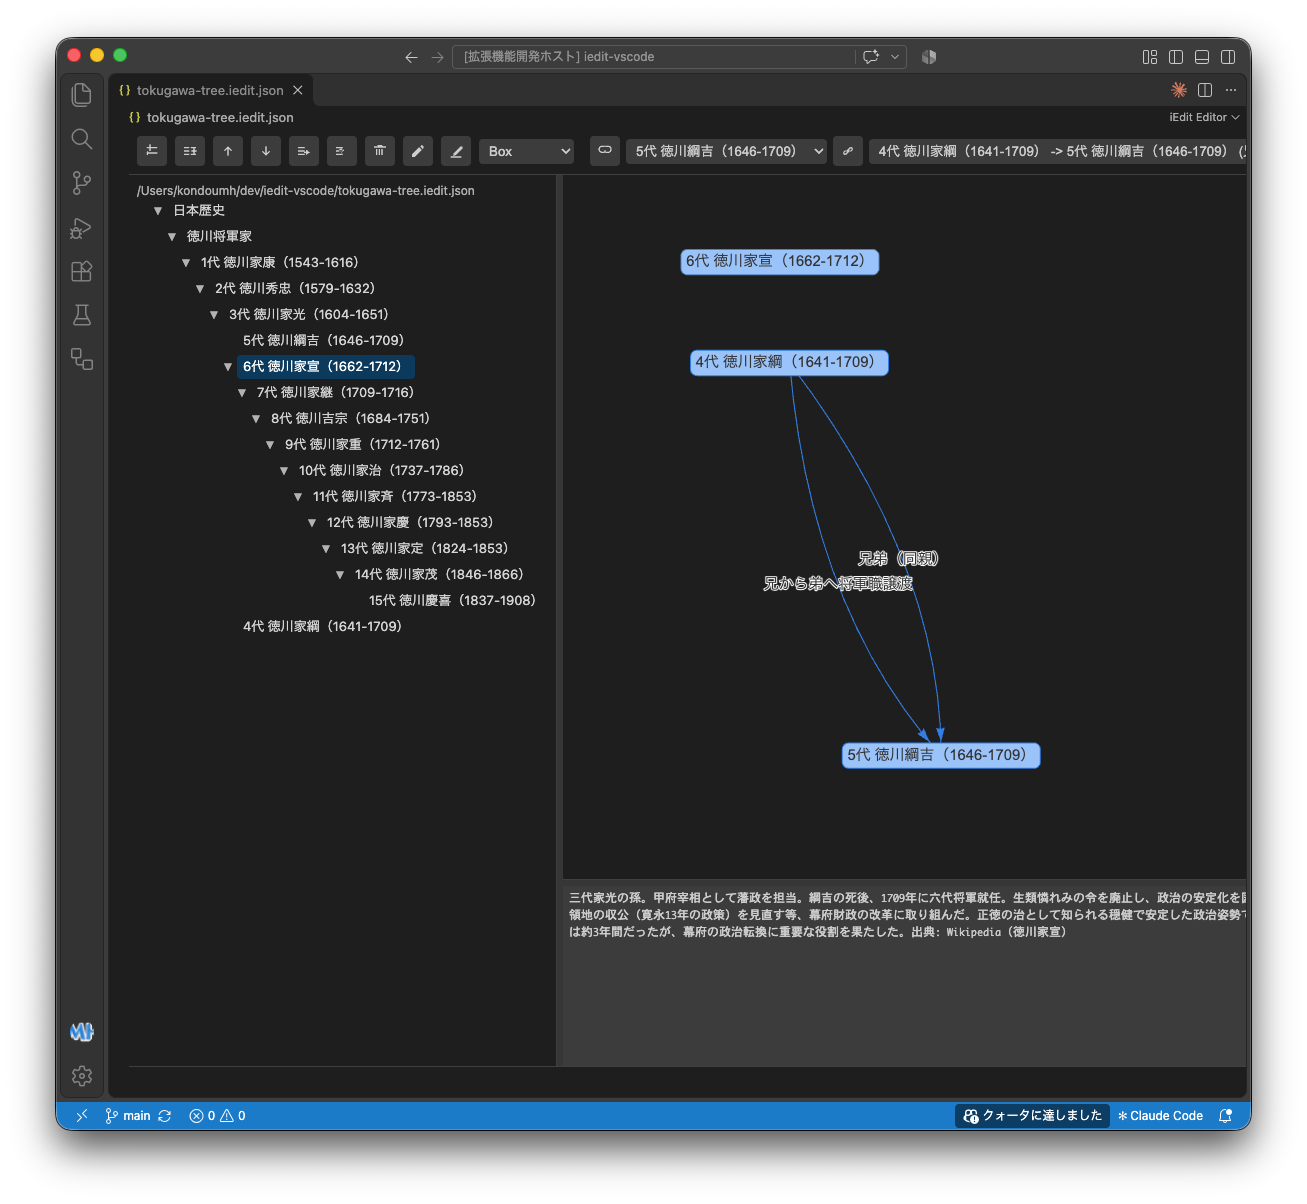 [拡張機能開発ホスト] iedit-vscode
{} tokugawa-tree.iedit.json
{} tokugawa-tree.iedit.json
iEdit Editor
Box
5代 徳川綱吉（1646-1709）
4代 徳川家綱（1641-1709） -> 5代 徳川綱吉（1646-1709）
/Users/kondoumh/dev/iedit-vscode/tokugawa-tree.iedit.json
日本歴史
徳川将軍家
1代 徳川家康（1543-1616）
2代 徳川秀忠（1579-1632）
3代 徳川家光（1604-1651）
5代 徳川綱吉（1646-1709）
6代 徳川家宣（1662-1712）
7代 徳川家継（1709-1716）
8代 徳川吉宗（1684-1751）
9代 徳川家重（1712-1761）
10代 徳川家治（1737-1786）
11代 徳川家斉（1773-1853）
12代 徳川家慶（1793-1853）
13代 徳川家定（1824-1853）
14代 徳川家茂（1846-1866）
15代 徳川慶喜（1837-1908）
4代 徳川家綱（1641-1709）
6代 徳川家宣（1662-1712）
4代 徳川家綱（1641-1709）
兄弟（同親）
兄から弟へ将軍職譲渡
5代 徳川綱吉（1646-1709）
三代家光の孫。甲府宰相として藩政を担当。綱吉の死後、1709年に六代将軍就任。生類憐れみの令を廃止し、政治の安定化を
領地の収公（寛永13年の政策）を見直す等、幕府財政の改革に取り組んだ。正徳の治として知られる穏健で安定した政治姿勢
は約3年間だったが、幕府の政治転換に重要な役割を果たした。出典: Wikipedia（徳川家宣）
main
0
0
クォータに達しました
Claude Code